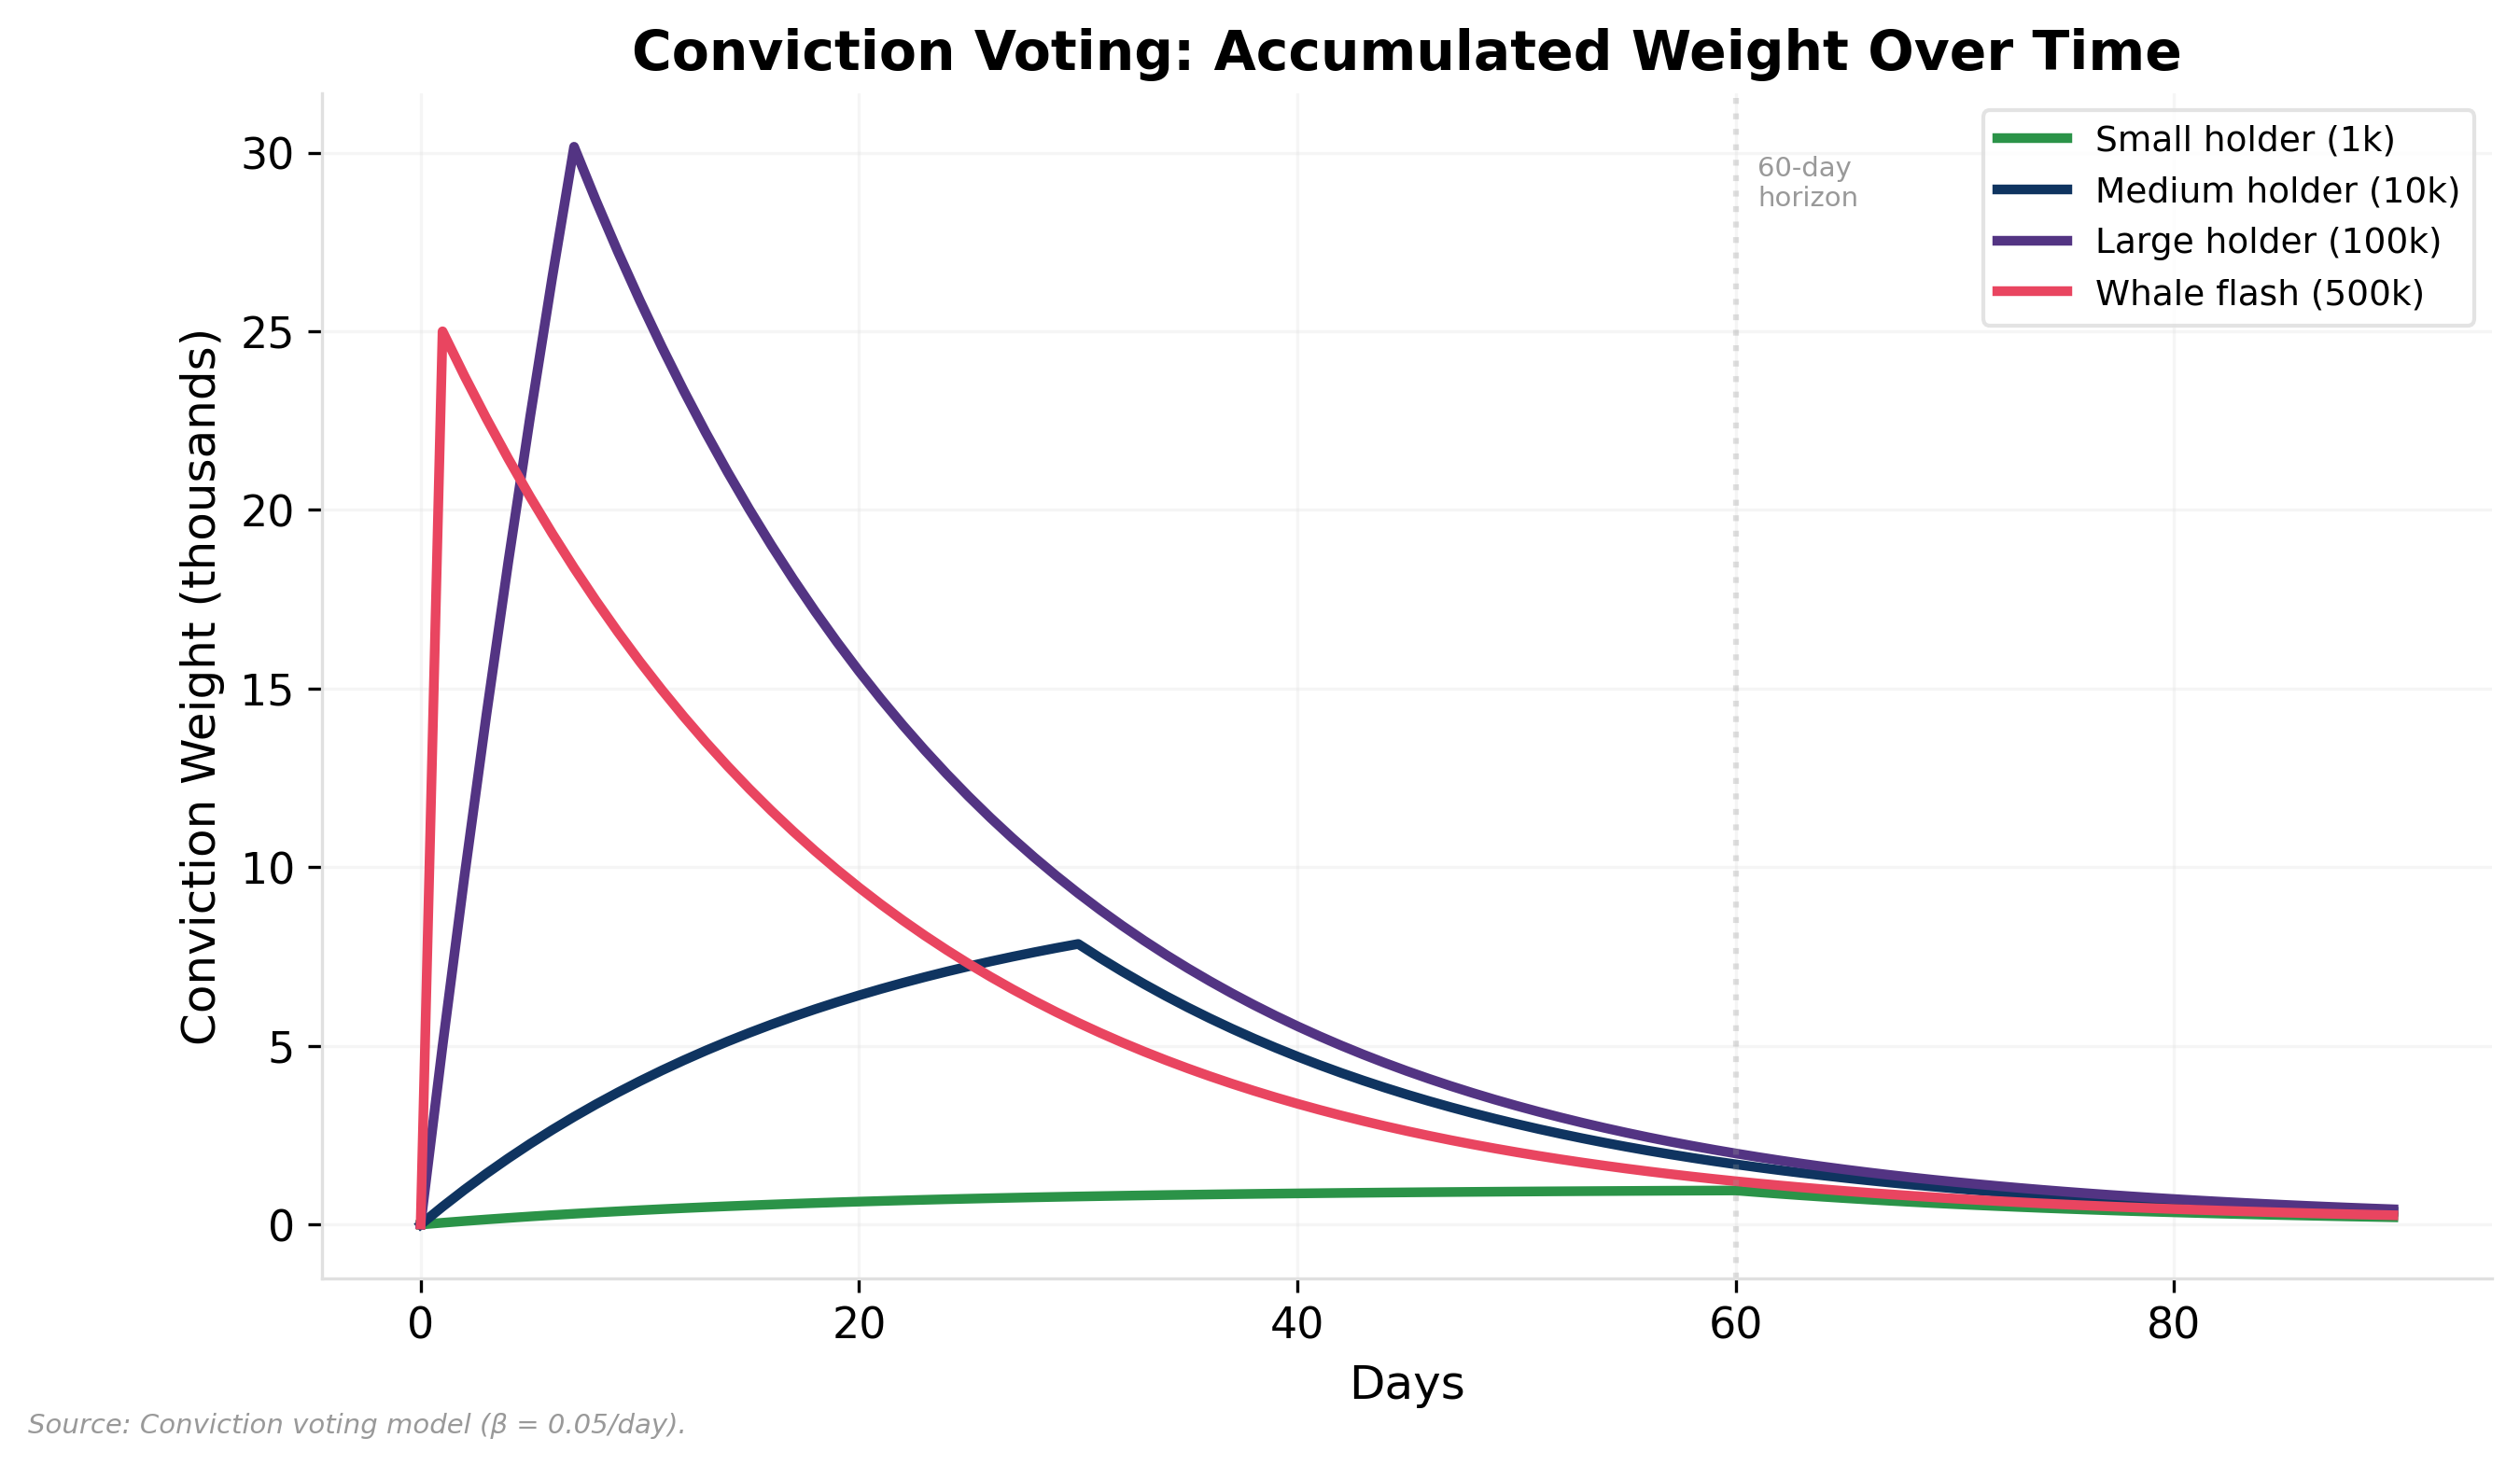 Conviction Voting: Accumulated Weight Over Time
Conviction Weight (thousands)
30
25
20
15
10
5
0
60-day
horizon
Small holder (1k)
Medium holder (10k)
Large holder (100k)
Whale flash (500k)
0
20
40
60
80
Days
Source: Conviction voting model (β = 0.05/day).